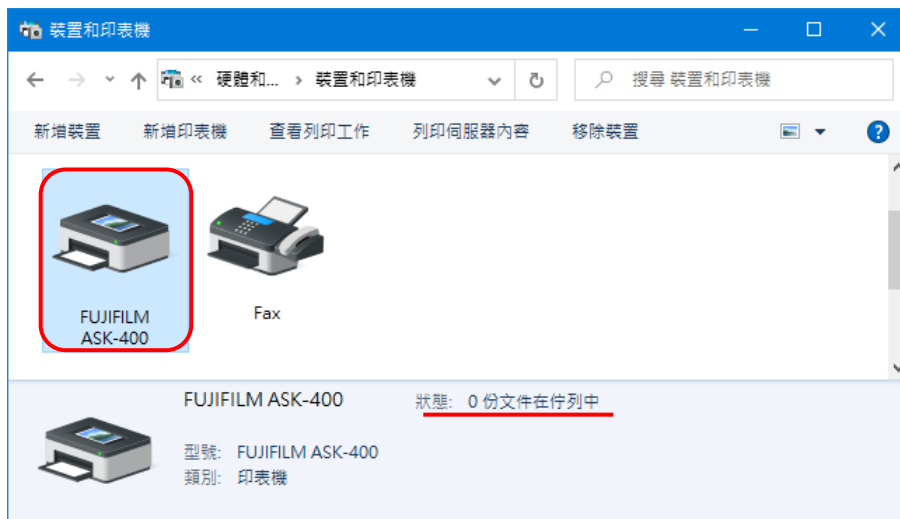 裝置和印表機
« 硬體和... › 裝置和印表機
搜尋 裝置和印表機
新增裝置 新增印表機 查看列印工作 列印伺服器內容 移除裝置
FUJIFILM
ASK-400
Fax
FUJIFILM ASK-400 狀態: 0 份文件在佇列中
型號: FUJIFILM ASK-400
類別: 印表機